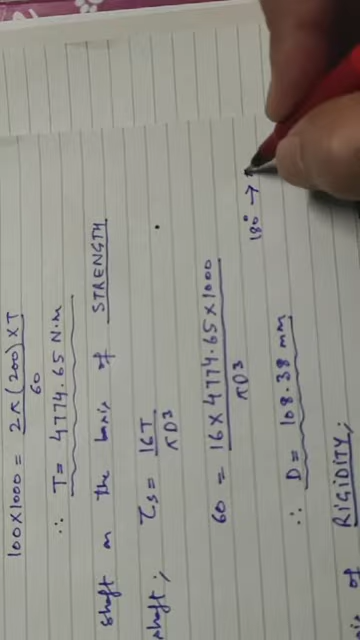 100×1000 = 2π(200)×T / 60
∴ T = 4774.65 N.m
shaft on the basis of STRENGTH
shaft; τs = 16T / πD³
60 = 16×4774.65×1000 / πD³
180° →
∴ D = 108.38 mm
of RIGIDITY;